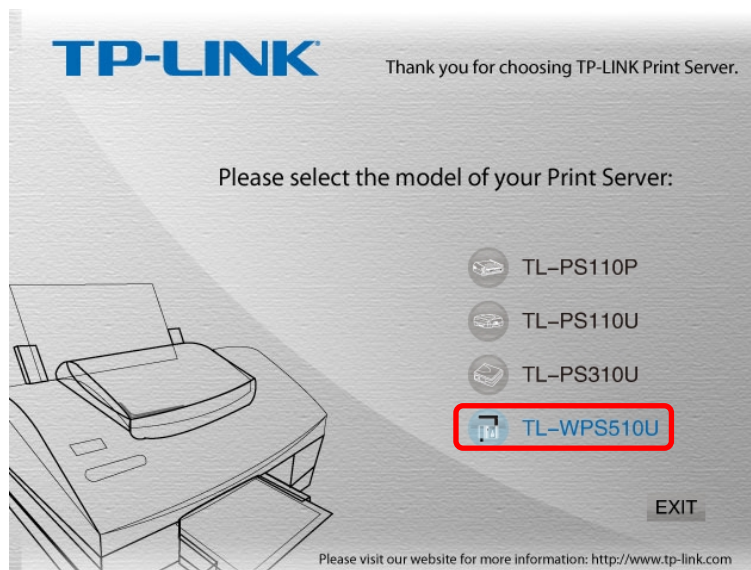 TP-LINK
Thank you for choosing TP-LINK Print Server.
Please select the model of your Print Server:
TL-PS110P
TL-PS110U
TL-PS310U
TL-WPS510U
EXIT
Please visit our website for more information: http://www.tp-link.com